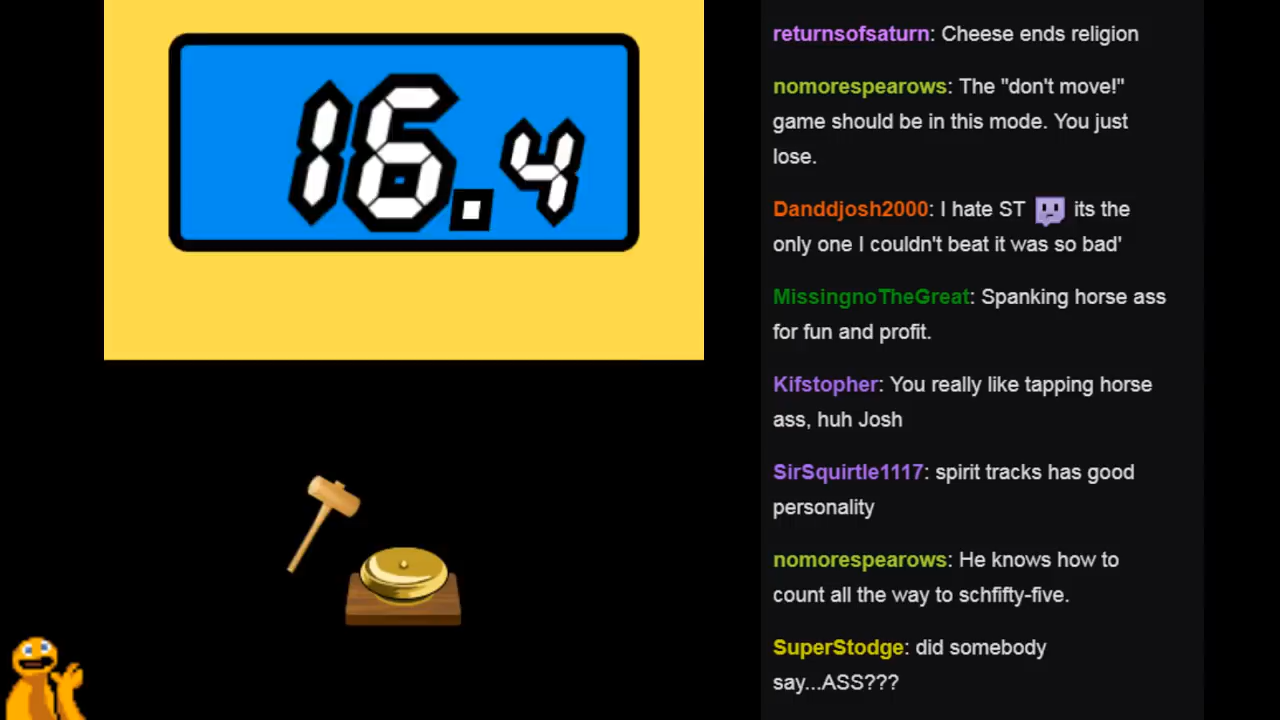 16.4
returnsofsaturn: Cheese ends religion
nomorespearows: The "don't move!"
game should be in this mode. You just
lose.
Danddjosh2000: I hate ST its the
only one I couldn't beat it was so bad'
MissingnoTheGreat: Spanking horse ass
for fun and profit.
Kifstopher: You really like tapping horse
ass, huh Josh
SirSquirtle1117: spirit tracks has good
personality
nomorespearows: He knows how to
count all the way to schfifty-five.
SuperStodge: did somebody
say...ASS???